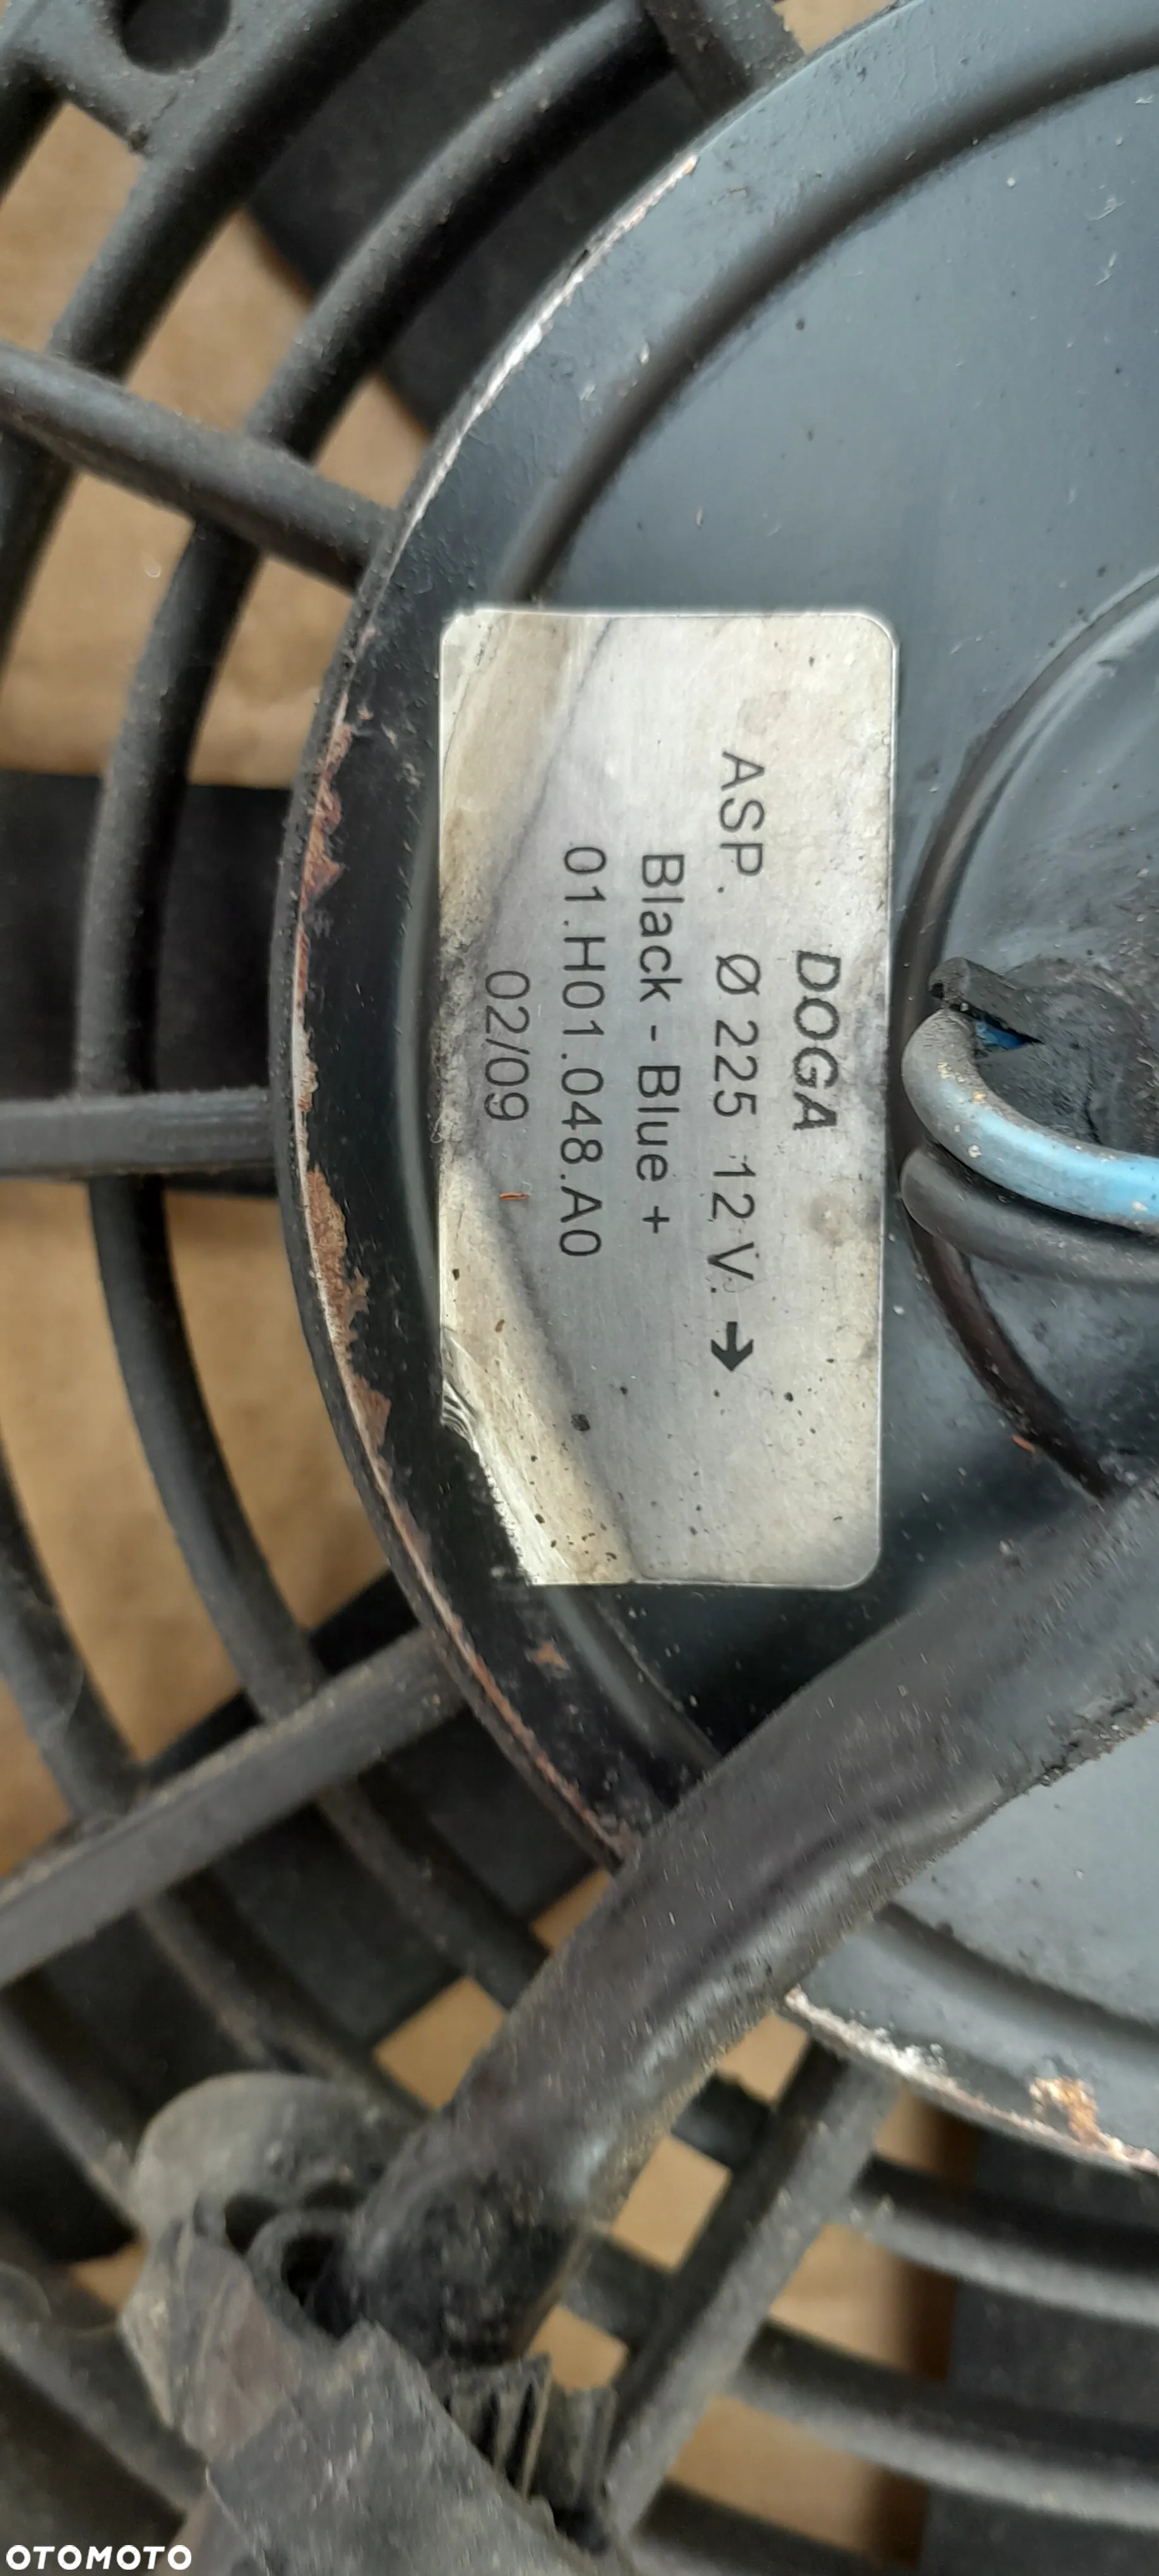 DOGA
ASP. Ø 225 12 V. →
Black - Blue +
01.H01.048.A0
02/09
OTOMOTO